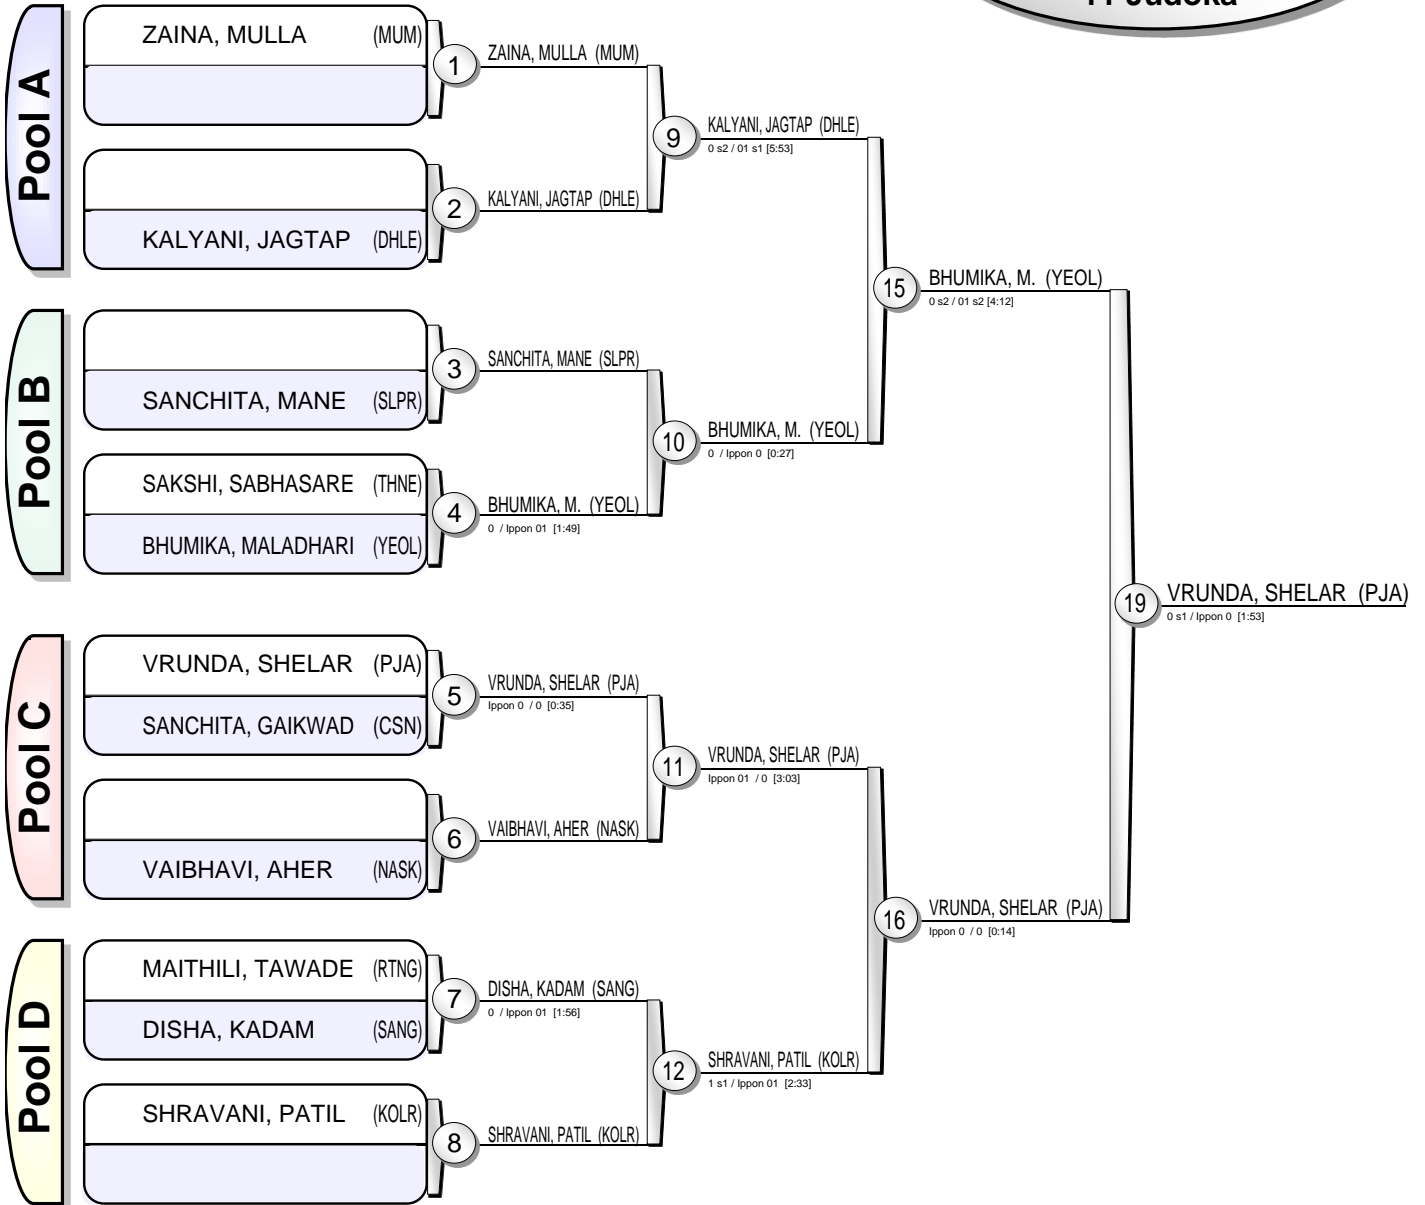 11 Judoka
Pool A
ZAINA, MULLA (MUM)
1
ZAINA, MULLA (MUM)
KALYANI, JAGTAP (DHLE)
2
KALYANI, JAGTAP (DHLE)
9
KALYANI, JAGTAP (DHLE)
0 s2 / 01 s1 [5:53]
Pool B
SANCHITA, MANE (SLPR)
3
SANCHITA, MANE (SLPR)
SAKSHI, SABHASARE (THNE)
BHUMIKA, MALADHARI (YEOL)
4
BHUMIKA, M. (YEOL)
0 / Ippon 01 [1:49]
10
BHUMIKA, M. (YEOL)
0 / Ippon 0 [0:27]
15
BHUMIKA, M. (YEOL)
0 s2 / 01 s2 [4:12]
Pool C
VRUNDA, SHELAR (PJA)
SANCHITA, GAIKWAD (CSN)
5
VRUNDA, SHELAR (PJA)
Ippon 0 / 0 [0:35]
VAIBHAVI, AHER (NASK)
6
VAIBHAVI, AHER (NASK)
11
VRUNDA, SHELAR (PJA)
Ippon 01 / 0 [3:03]
Pool D
MAITHILI, TAWADE (RTNG)
DISHA, KADAM (SANG)
7
DISHA, KADAM (SANG)
0 / Ippon 01 [1:56]
SHRAVANI, PATIL (KOLR)
8
SHRAVANI, PATIL (KOLR)
12
SHRAVANI, PATIL (KOLR)
1 s1 / Ippon 01 [2:33]
16
VRUNDA, SHELAR (PJA)
Ippon 0 / 0 [0:14]
19
VRUNDA, SHELAR (PJA)
0 s1 / Ippon 0 [1:53]